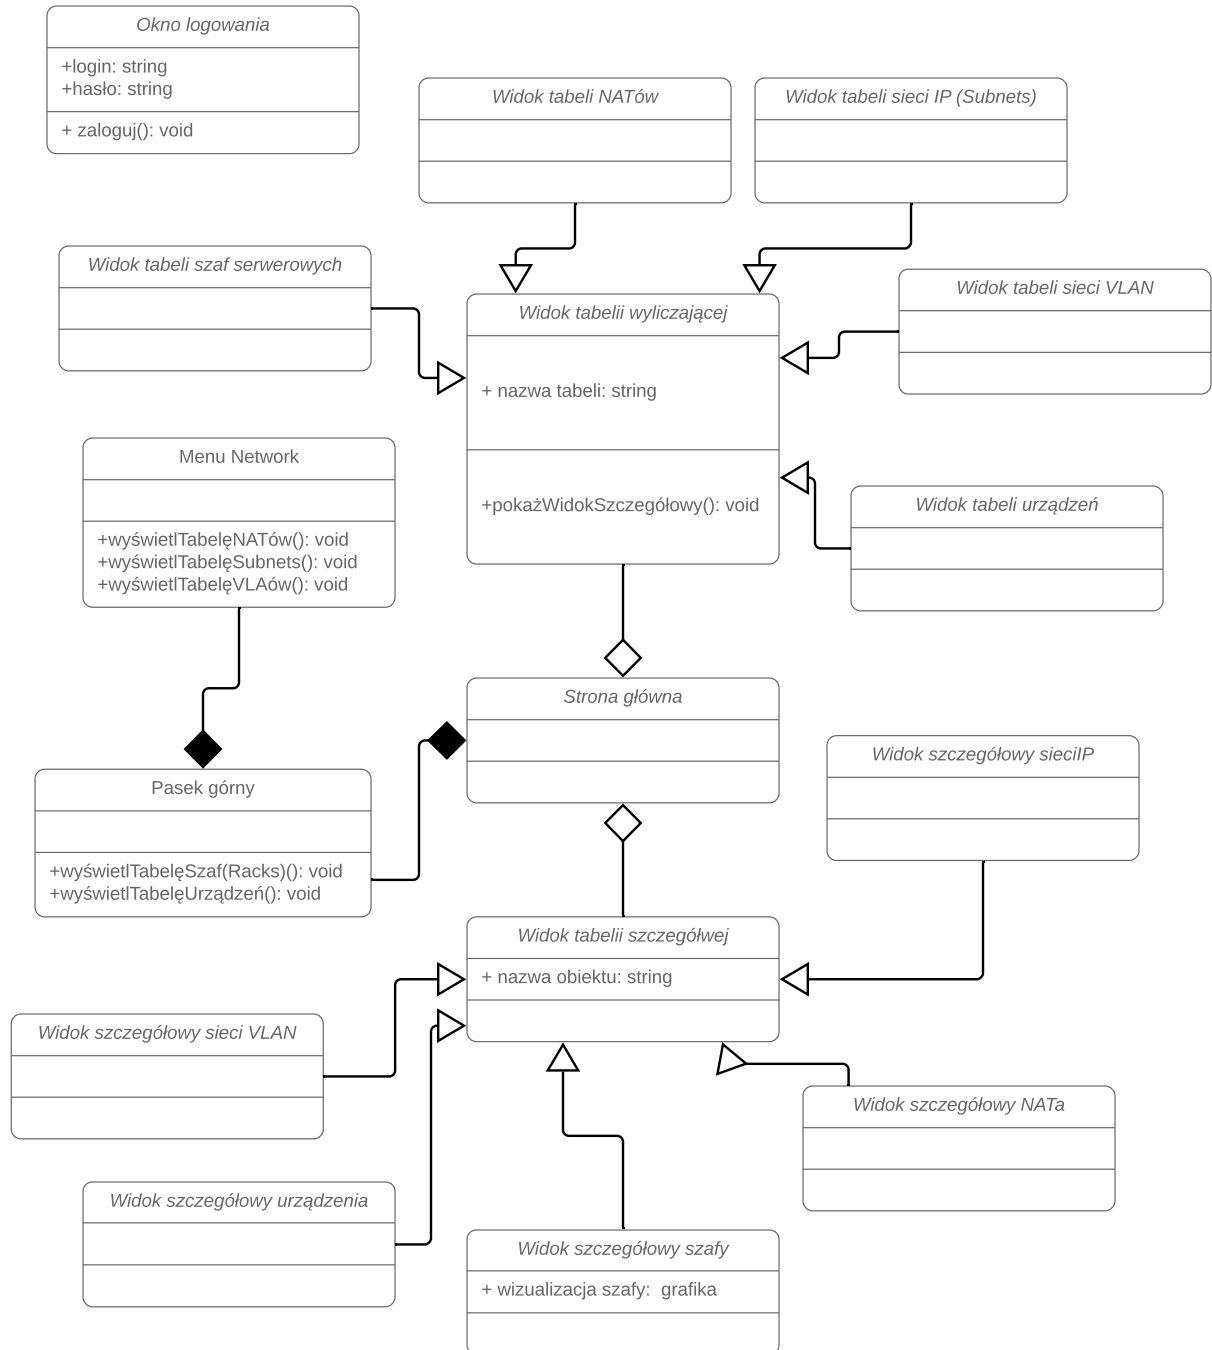 Okno logowania
+login: string
+hasło: string
+ zaloguj(): void
Widok tabeli NATów
Widok tabeli sieci IP (Subnets)
Widok tabeli szaf serwerowych
Widok tabelii wyliczającej
+ nazwa tabeli: string
+pokażWidokSzczegółowy(): void
Widok tabeli sieci VLAN
Menu Network
+wyświetlTabelęNATów(): void
+wyświetlTabelęSubnets(): void
+wyświetlTabelęVLAów(): void
Widok tabeli urządzeń
Strona główna
Pasek górny
+wyświetlTabelęSzaf(Racks)(): void
+wyświetlTabelęUrządzeń(): void
Widok szczegółowy sieciIP
Widok tabelii szczegółwej
+ nazwa obiektu: string
Widok szczegółowy sieci VLAN
Widok szczegółowy NATa
Widok szczegółowy urządzenia
Widok szczegółowy szafy
+ wizualizacja szafy:  grafika